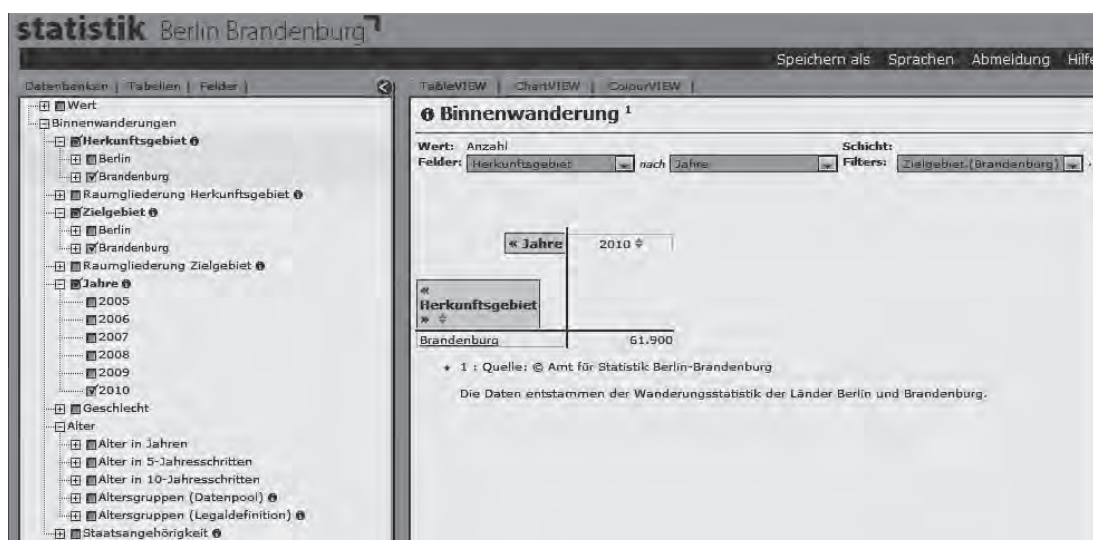 statistik Berlin Brandenburg
Speichern als Sprachen Abmeldung Hilfe
Datenbanken | Tabellen | Felder |
Wert
Binnenwanderungen
Herkunftsgebiet
Berlin
Brandenburg
Raumgliederung Herkunftsgebiet
Zielgebiet
Berlin
Brandenburg
Raumgliederung Zielgebiet
Jahre
2005
2006
2007
2008
2009
2010
Geschlecht
Alter
Alter in Jahren
Alter in 5-Jahresschritten
Alter in 10-Jahresschritten
Altersgruppen (Datenpool)
Altersgruppen (Legaldefinition)
Staatsangehörigkeit
TableVIEW | ChartVIEW | ColourVIEW |
Binnenwanderung 1
Wert: Anzahl Schicht:
Felder: Herkunftsgebiet nach Jahre Filters: Zielgebiet (Brandenburg)
« Jahre 2010
«
Herkunftsgebiet
»
Brandenburg 61.900
1 : Quelle: © Amt für Statistik Berlin-Brandenburg
Die Daten entstammen der Wanderungsstatistik der Länder Berlin und Brandenburg.